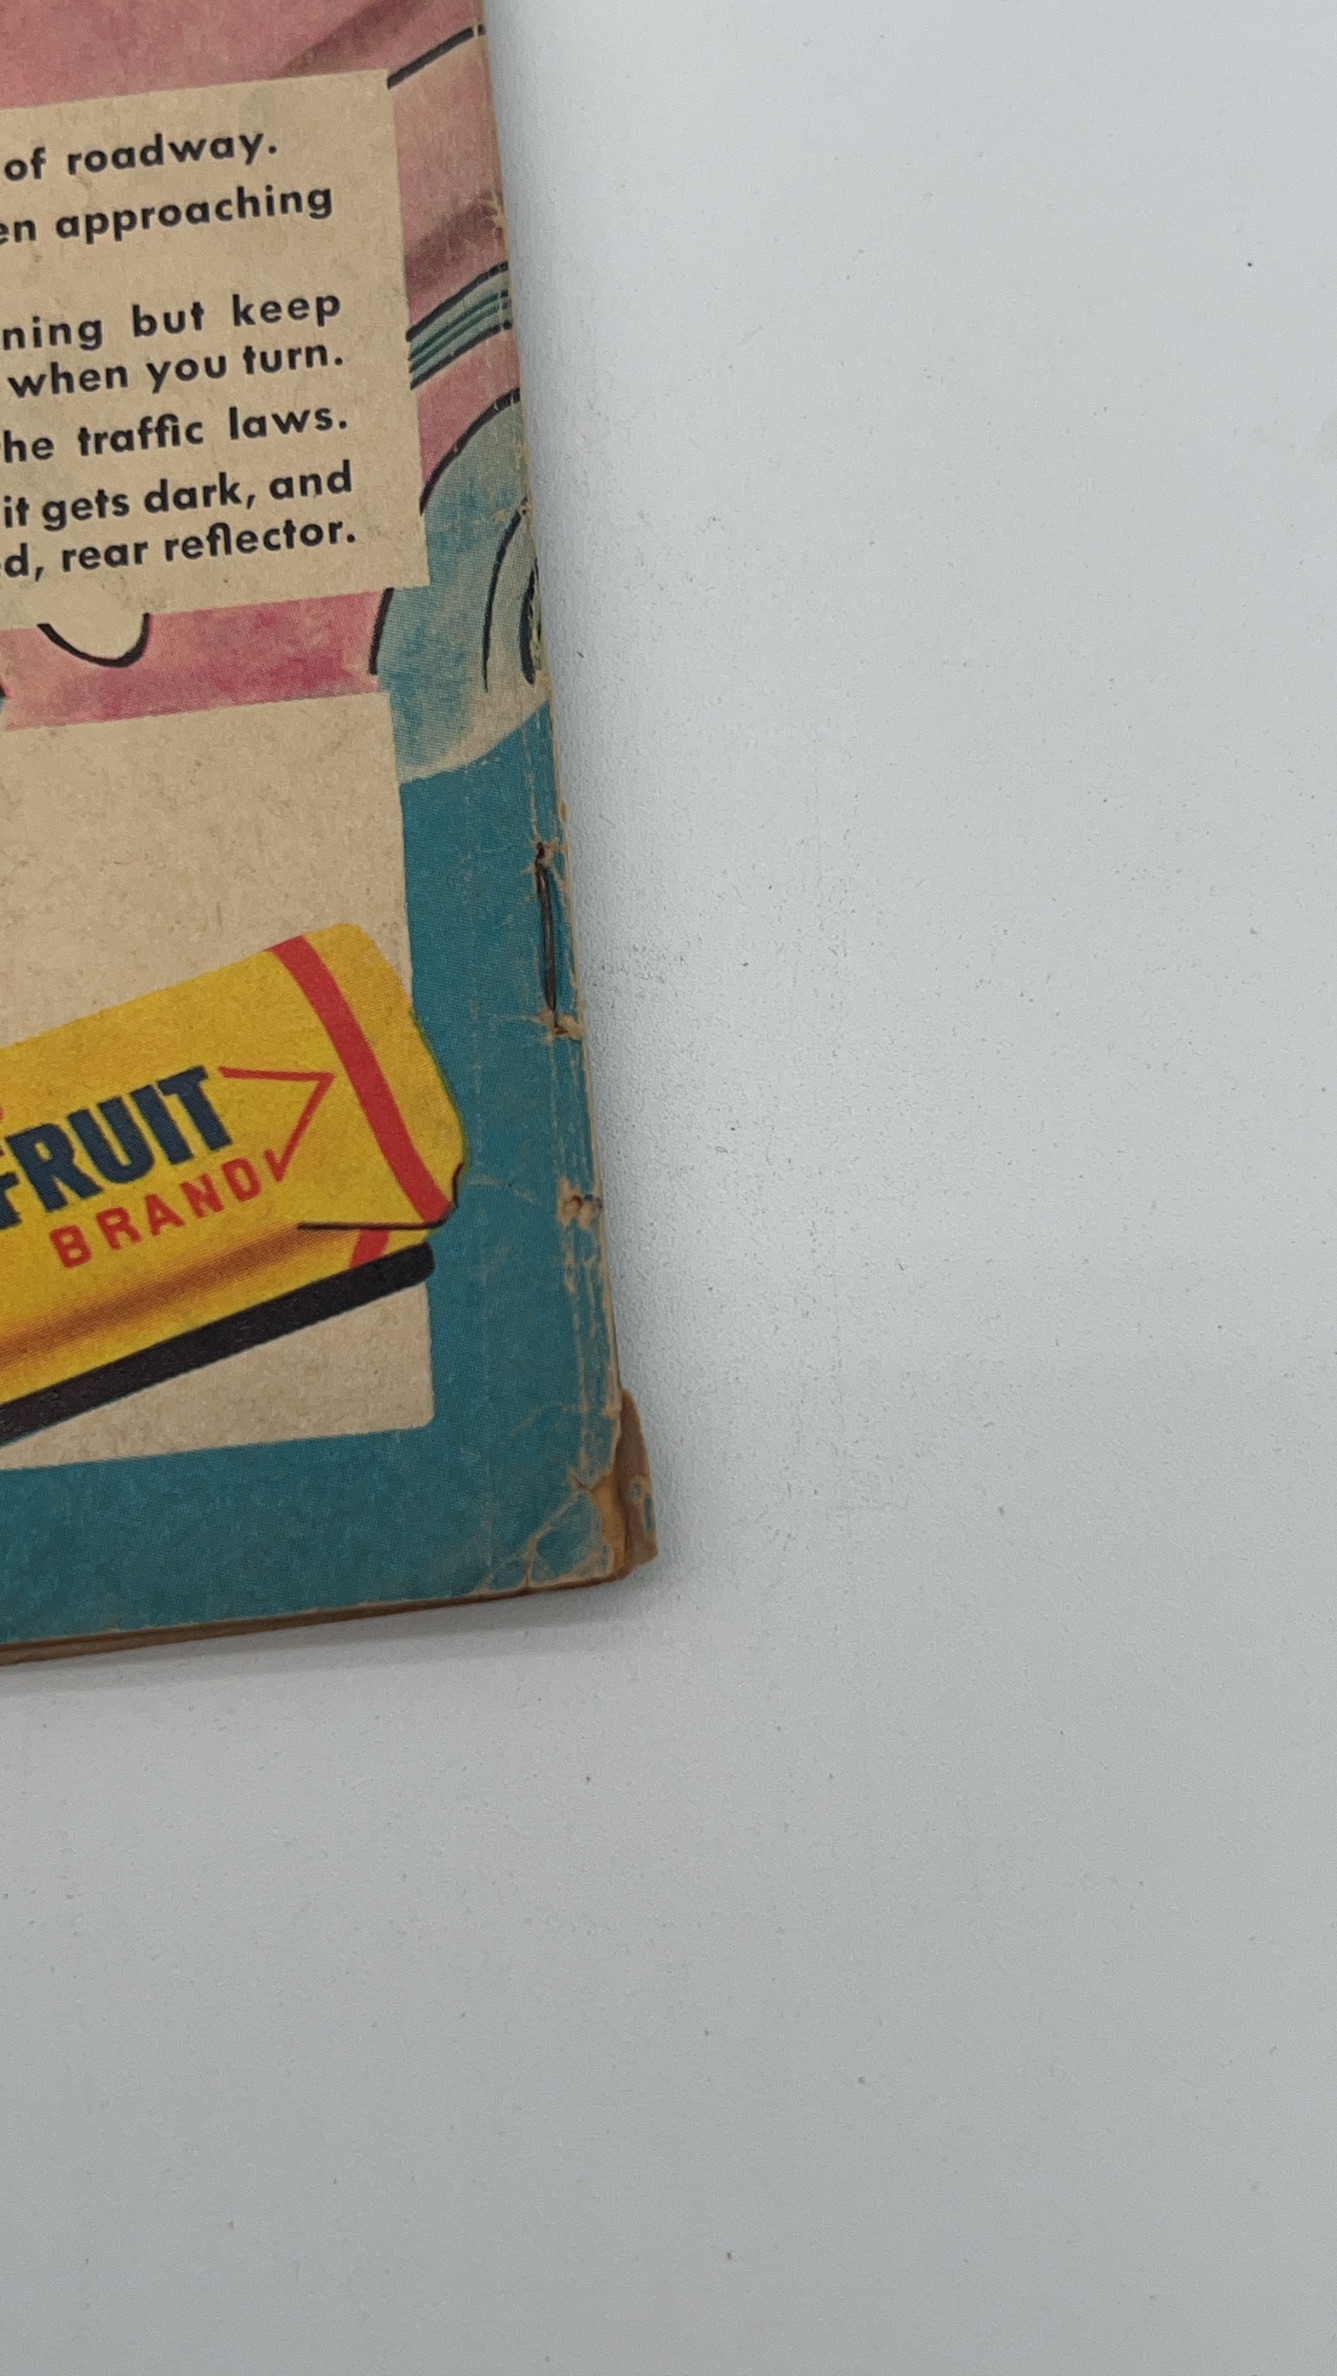 of roadway.
en approaching
ning but keep
when you turn.
he traffic laws.
it gets dark, and
d, rear reflector.
FRUIT
BRAND